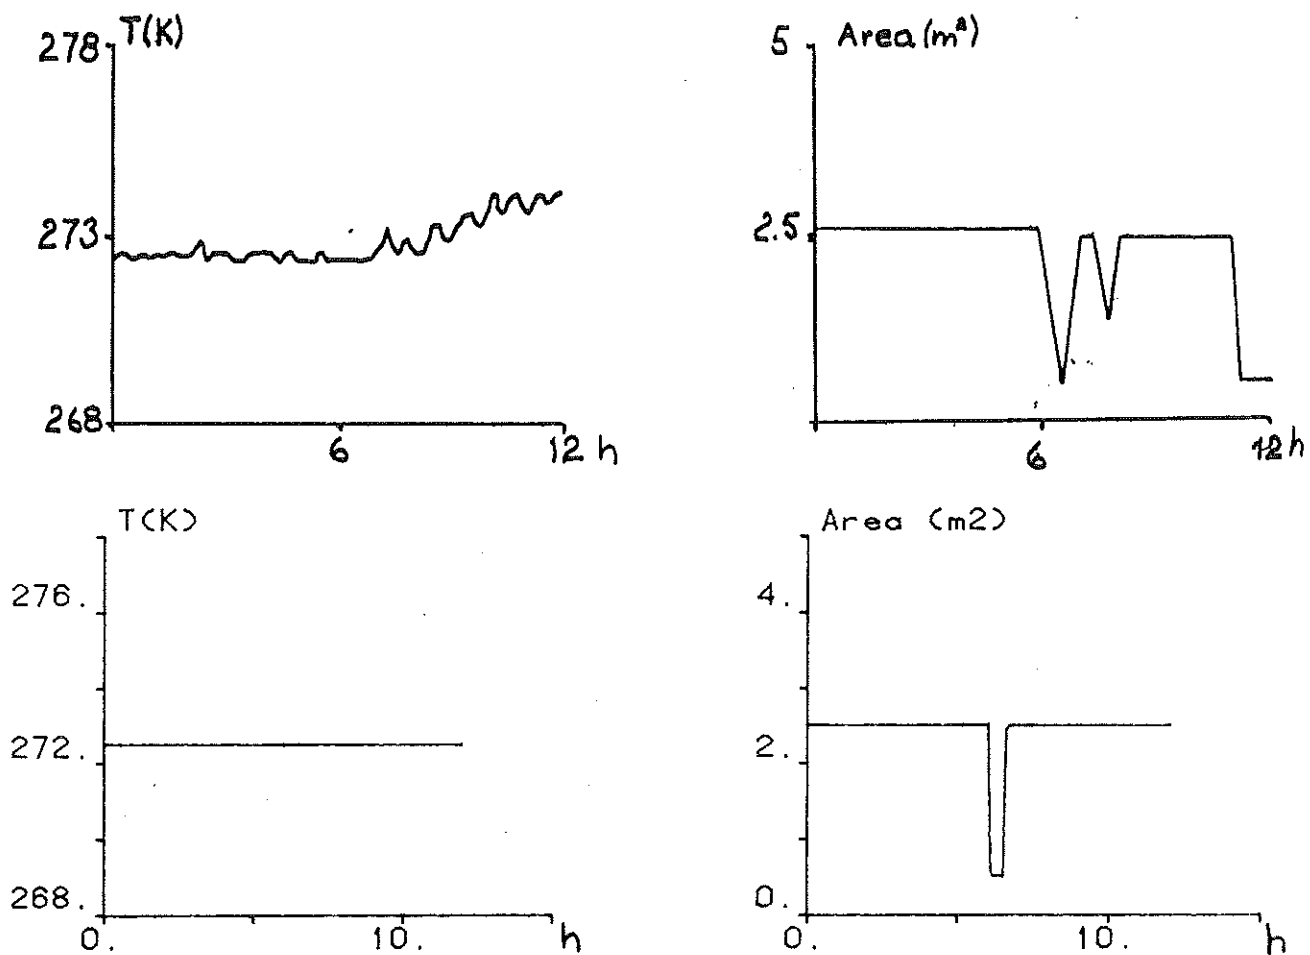 T(K)
278
273
268
6
12 h
Area (m²)
5
2.5
6
12 h
T(K)
276.
272.
268.
0.
10.
h
Area (m2)
4.
2.
0.
0.
10.
h